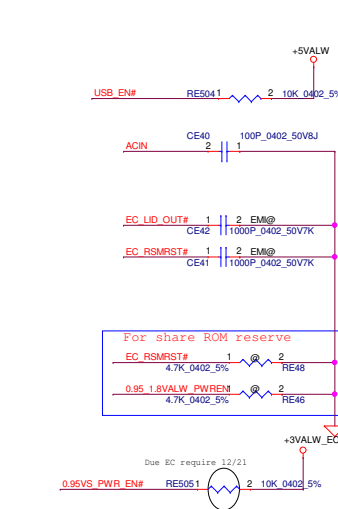 +5VALW
USB_EN# RE504 1 2 10K_0402_5%
CE40 100P_0402_50V8J
ACIN 2 1
EC_LID_OUT# 1 2 EMI@
CE42 1000P_0402_50V7K
EC_RSMRST# 1 2 EMI@
CE41 1000P_0402_50V7K
For share ROM reserve
EC_RSMRST# 1 @ 2
4.7K_0402_5% RE48
0.95_1.8VALW_PWREN 1 @ 2
4.7K_0402_5% RE46
+3VALW_EC
Due EC require 12/21
0.95VS_PWR_EN# RE505 1 2 10K_0402_5%